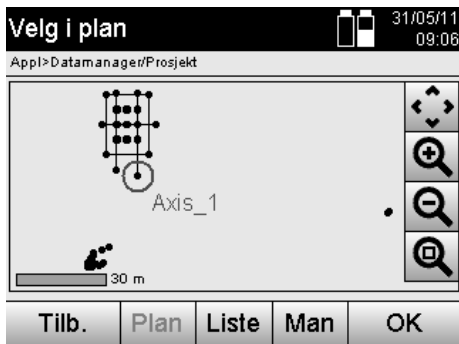 Velg i plan
31/05/11
09:06
Appl>Datamanager/Prosjekt
Axis_1
30 m
Tilb.
Plan
Liste
Man
OK